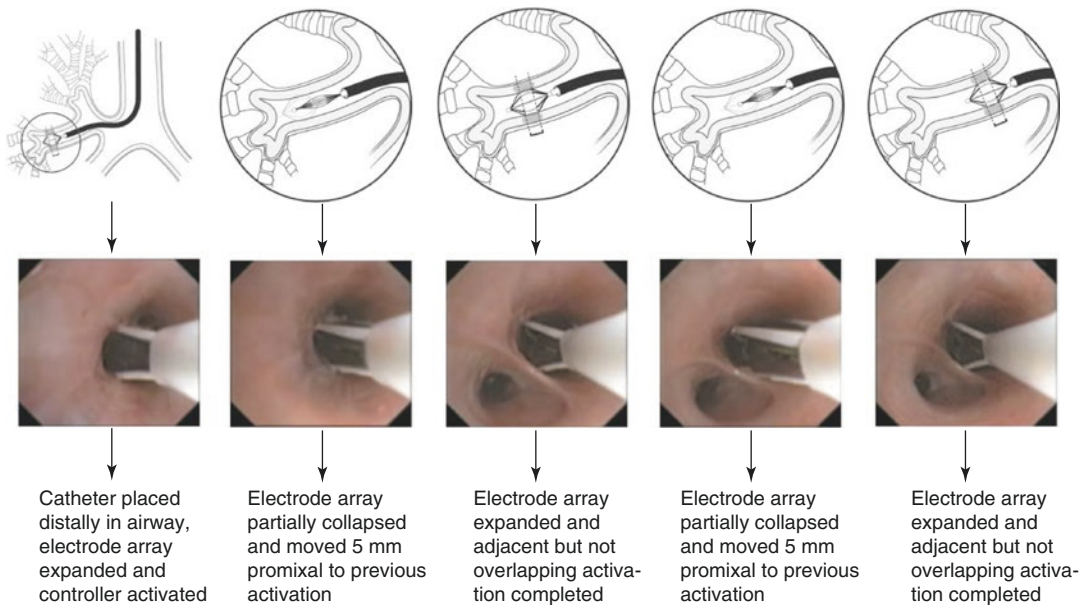 Catheter placed
distally in airway,
electrode array
expanded and
controller activated
Electrode array
partially collapsed
and moved 5 mm
promixal to previous
activation
Electrode array
expanded and
adjacent but not
overlapping activa-
tion completed
Electrode array
partially collapsed
and moved 5 mm
promixal to previous
activation
Electrode array
expanded and
adjacent but not
overlapping activa-
tion completed